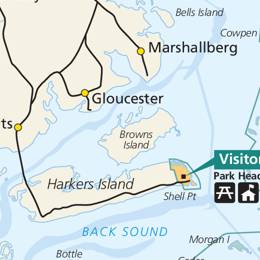 Bells Island
Cowpen
Marshallberg
Gloucester
ts
Browns
Island
Visitor
Park Head
Harkers Island
Shell Pt
BACK SOUND
Morgan I
Bottle